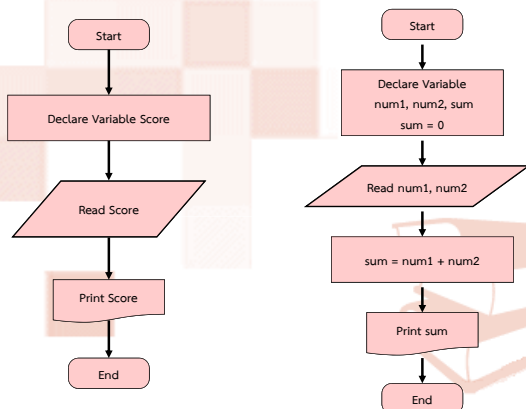 Start
Declare Variable Score
Read Score
Print Score
End
Start
Declare Variable
num1, num2, sum
sum = 0
Read num1, num2
sum = num1 + num2
Print sum
End